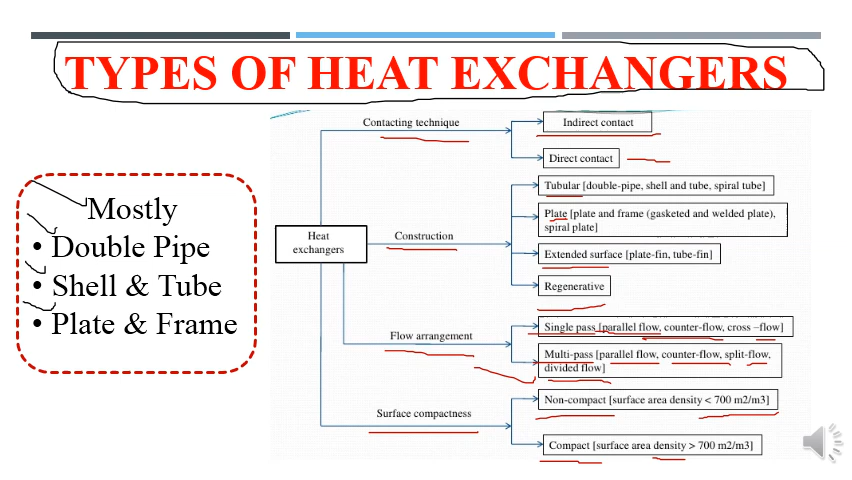 TYPES OF HEAT EXCHANGERS
Mostly
• Double Pipe
• Shell & Tube
• Plate & Frame
Heat
exchangers
Contacting technique
Indirect contact
Direct contact
Construction
Tubular [double-pipe, shell and tube, spiral tube]
Plate [plate and frame (gasketed and welded plate),
spiral plate]
Extended surface [plate-fin, tube-fin]
Regenerative
Flow arrangement
Single pass [parallel flow, counter-flow, cross –flow]
Multi-pass [parallel flow, counter-flow, split-flow,
divided flow]
Surface compactness
Non-compact [surface area density < 700 m2/m3]
Compact [surface area density > 700 m2/m3]